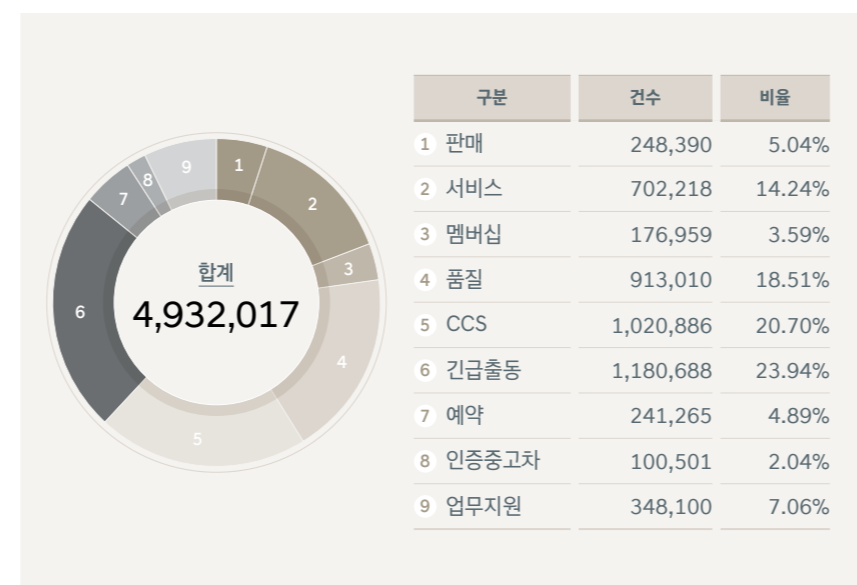 1
2
3
4
5
6
7
8
9
합계
4,932,017
구분 건수 비율
1 판매 248,390 5.04%
2 서비스 702,218 14.24%
3 멤버십 176,959 3.59%
4 품질 913,010 18.51%
5 CCS 1,020,886 20.70%
6 긴급출동 1,180,688 23.94%
7 예약 241,265 4.89%
8 인증중고차 100,501 2.04%
9 업무지원 348,100 7.06%